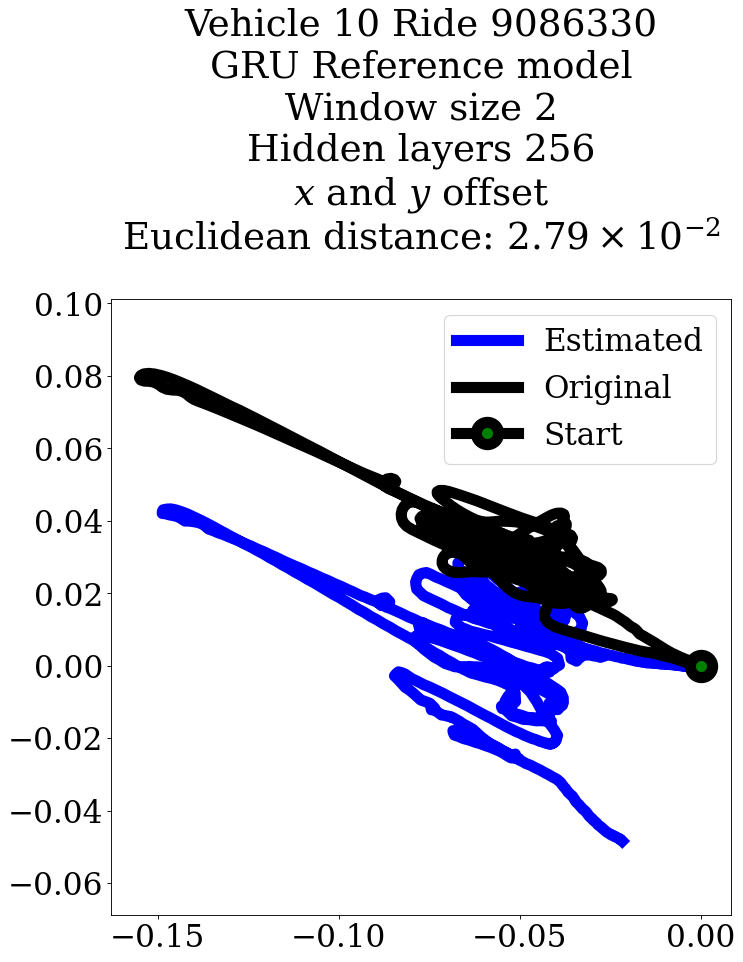 Vehicle 10 Ride 9086330
GRU Reference model
Window size 2
Hidden layers 256
x and y offset
Euclidean distance: 2.79 × 10⁻²
Estimated
Original
Start
0.10
0.08
0.06
0.04
0.02
0.00
−0.02
−0.04
−0.06
−0.15 −0.10 −0.05 0.00